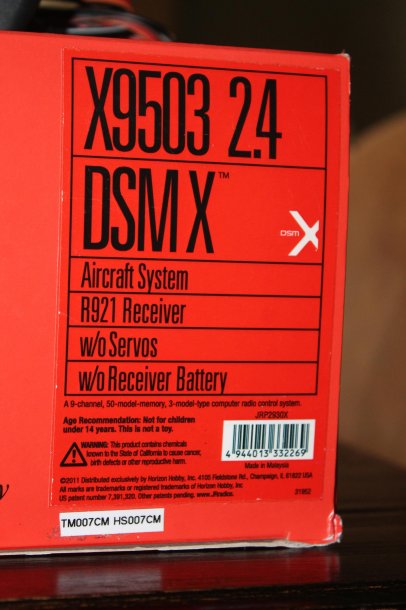 X9503 2.4
DSM X™
DSM X
Aircraft System
R921 Receiver
w/o Servos
w/o Receiver Battery
A 9-channel, 50-model-memory, 3-model-type computer radio control system.
JRP2930X
Age Recommendation: Not for children
under 14 years. This is not a toy.
WARNING: This product contains chemicals
known to the State of California to cause cancer,
birth defects or other reproductive harm.
4 944013 332269
Made in Malaysia
©2011 Distributed exclusively by Horizon Hobby, Inc. 4105 Fieldstone Rd., Champaign, IL 61822 USA
All marks are trademarks or registered trademarks of Horizon Hobby, Inc.
US patent number 7,391,320. Other patents pending. www.JRradios.
31952
TM007CM HS007CM